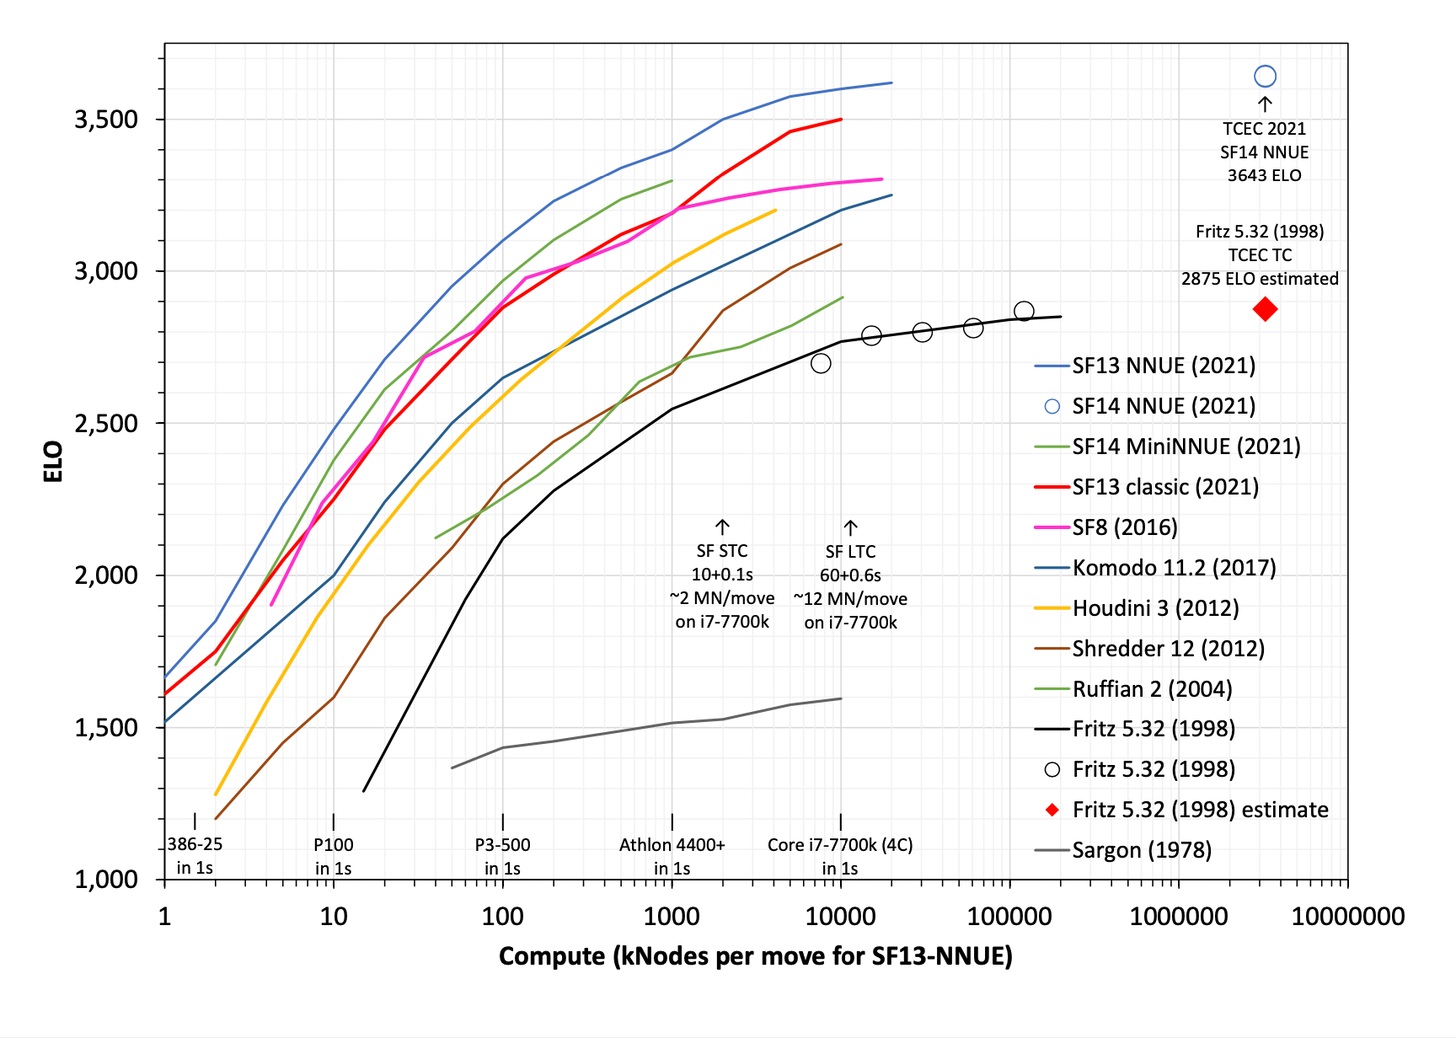 3,500
3,000
2,500
2,000
1,500
1,000
ELO
TCEC 2021
SF14 NNUE
3643 ELO
Fritz 5.32 (1998)
TCEC TC
2875 ELO estimated
SF13 NNUE (2021)
SF14 NNUE (2021)
SF14 MiniNNUE (2021)
SF13 classic (2021)
SF8 (2016)
Komodo 11.2 (2017)
Houdini 3 (2012)
Shredder 12 (2012)
Ruffian 2 (2004)
Fritz 5.32 (1998)
Fritz 5.32 (1998)
Fritz 5.32 (1998) estimate
Sargon (1978)
SF STC
10+0.1s
~2 MN/move
on i7-7700k
SF LTC
60+0.6s
~12 MN/move
on i7-7700k
386-25
in 1s
P100
in 1s
P3-500
in 1s
Athlon 4400+
in 1s
Core i7-7700k (4C)
in 1s
1
10
100
1000
10000
100000
1000000
10000000
Compute (kNodes per move for SF13-NNUE)